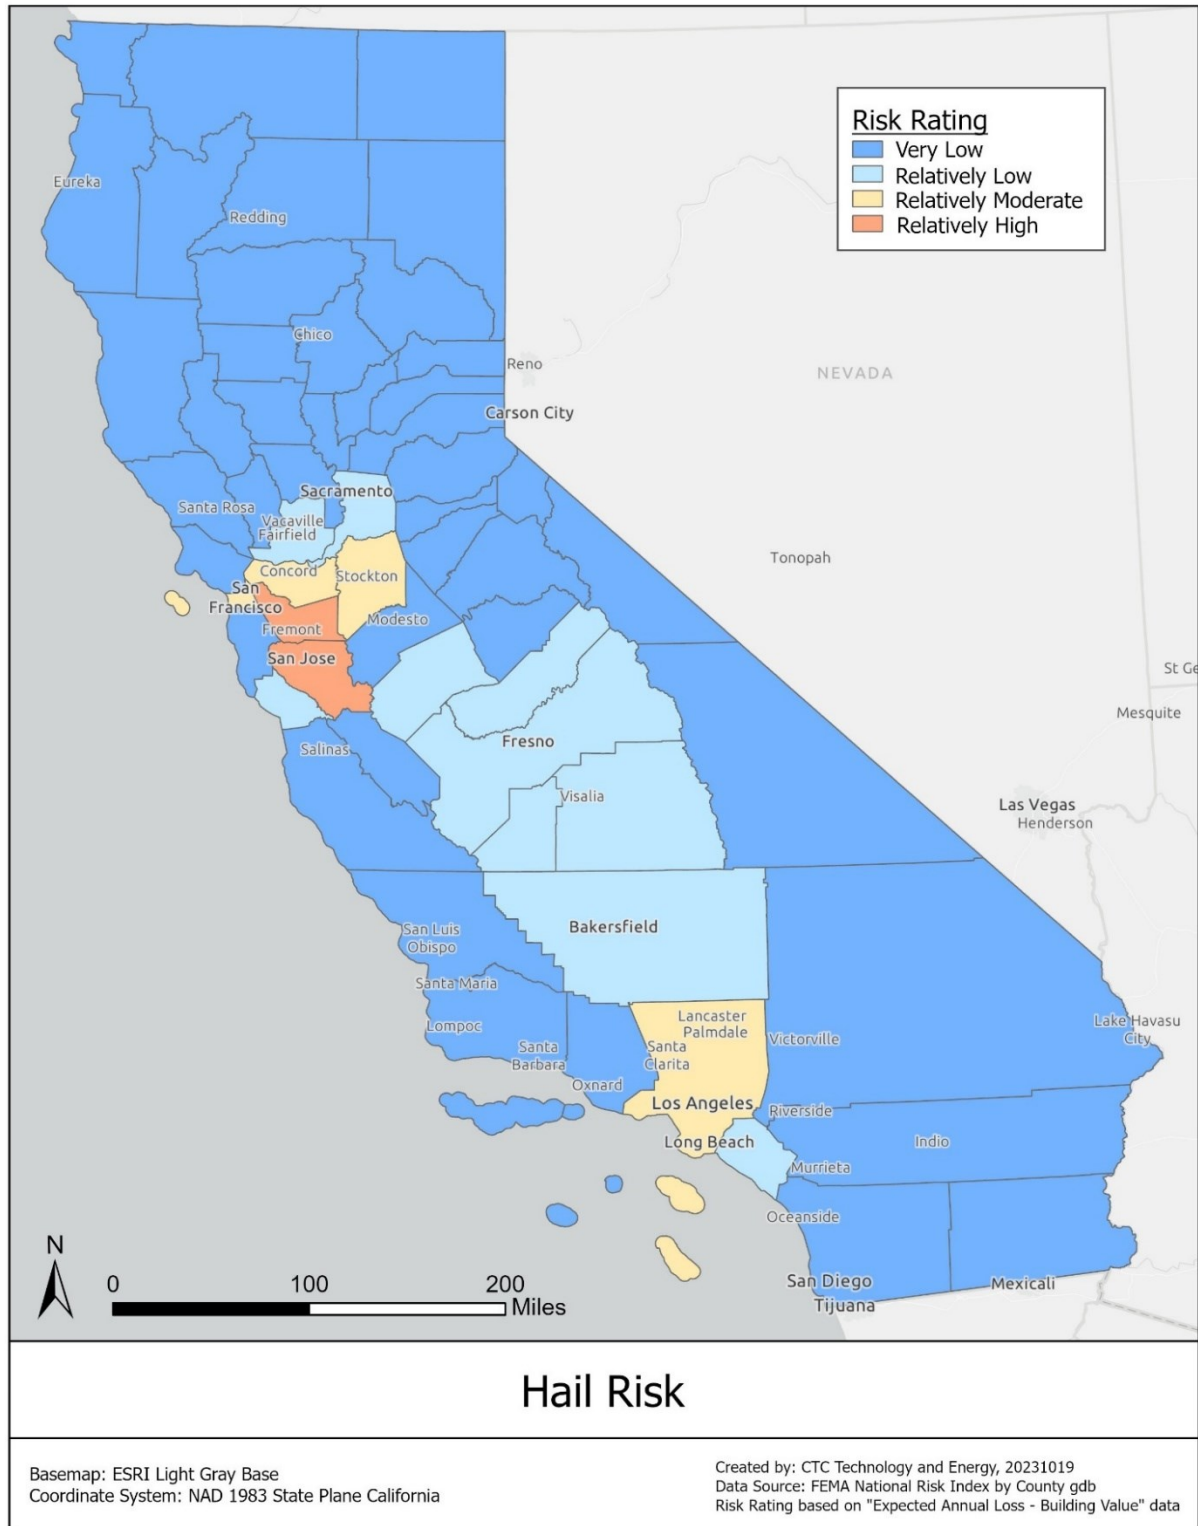 Risk Rating
Very Low
Relatively Low
Relatively Moderate
Relatively High
Eureka
Redding
Chico
Reno
NEVADA
Carson City
Sacramento
Santa Rosa
Vacaville
Fairfield
Tonopah
Concord
Stockton
San
Francisco
Modesto
Fremont
San Jose
St Ge
Mesquite
Salinas
Fresno
Visalia
Las Vegas
Henderson
Bakersfield
San Luis
Obispo
Santa Maria
Lompoc
Lancaster
Palmdale
Lake Havasu
City
Santa
Barbara
Santa
Clarita
Victorville
Oxnard
Los Angeles
Riverside
Long Beach
Indio
Murrieta
Oceanside
N
San Diego
Mexicali
Tijuana
0 100 200
Miles
Hail Risk
Basemap: ESRI Light Gray Base
Coordinate System: NAD 1983 State Plane California
Created by: CTC Technology and Energy, 20231019
Data Source: FEMA National Risk Index by County gdb
Risk Rating based on "Expected Annual Loss - Building Value" data